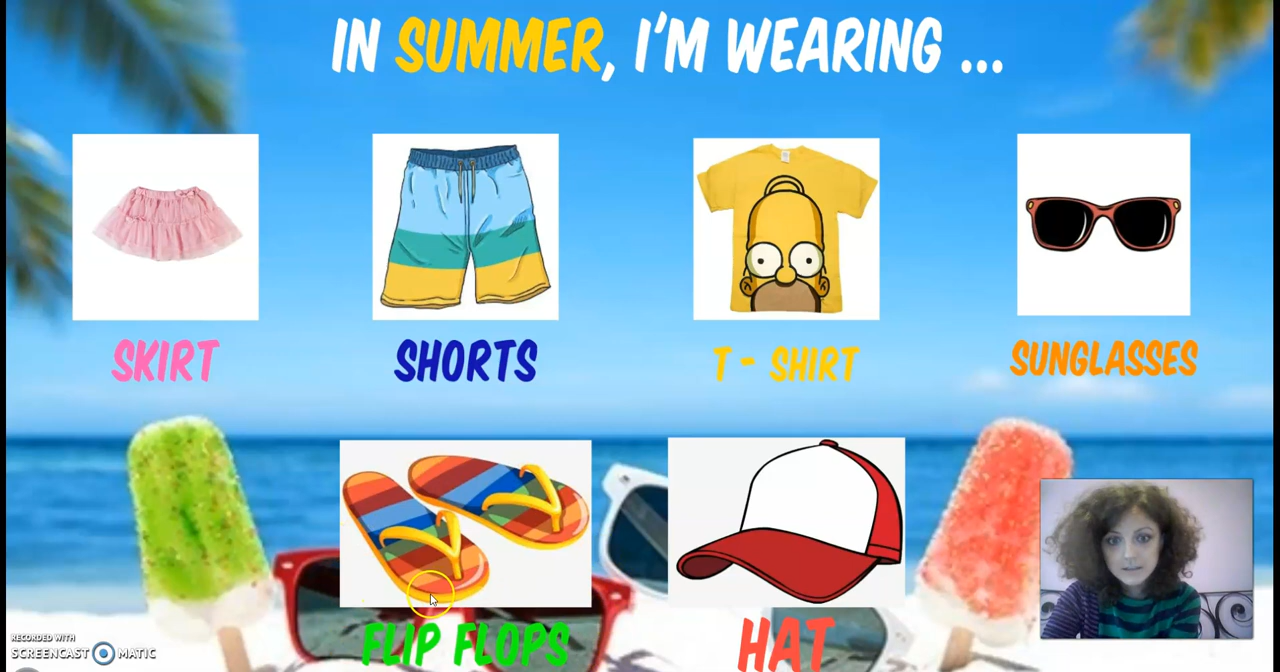 IN SUMMER, I'M WEARING ...
SKIRT
SHORTS
T - SHIRT
SUNGLASSES
FLIP FLOPS
HAT
RECORDED WITH
SCREENCAST MATIC